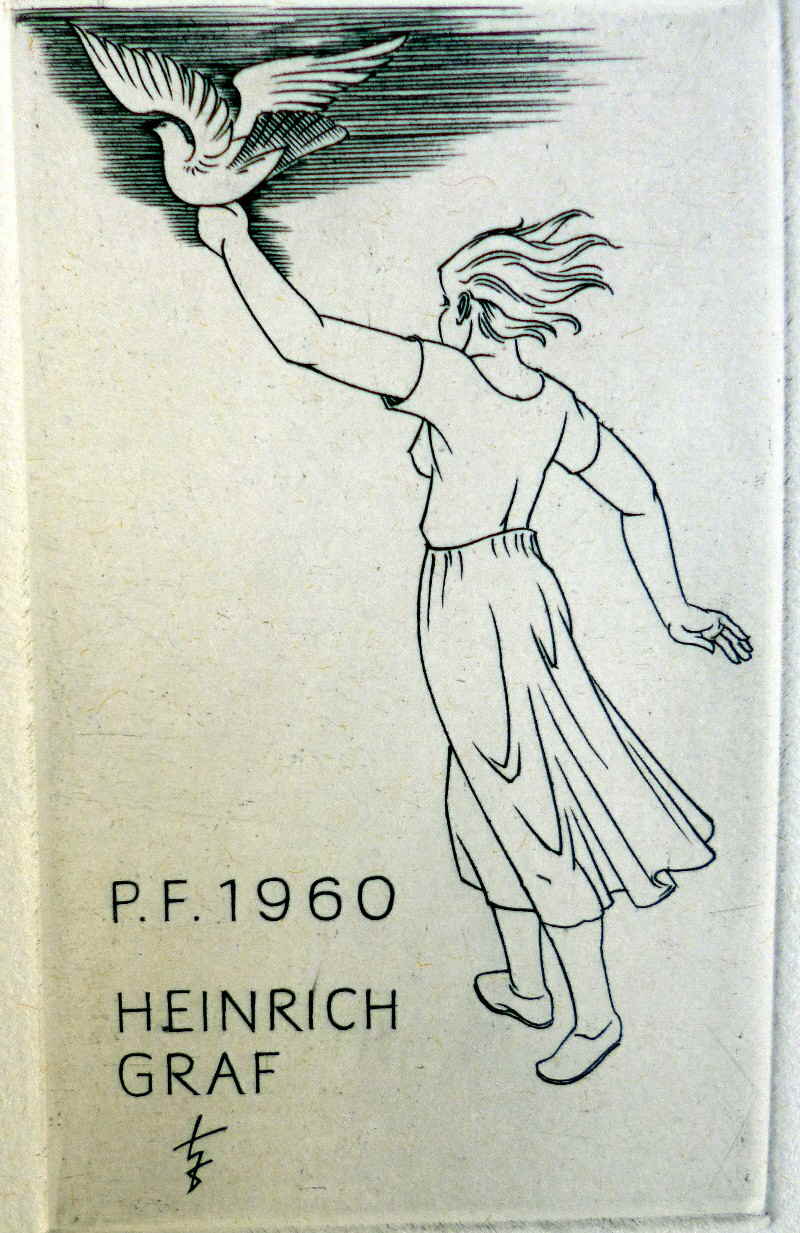 P.F. 1960
HEINRICH
GRAF